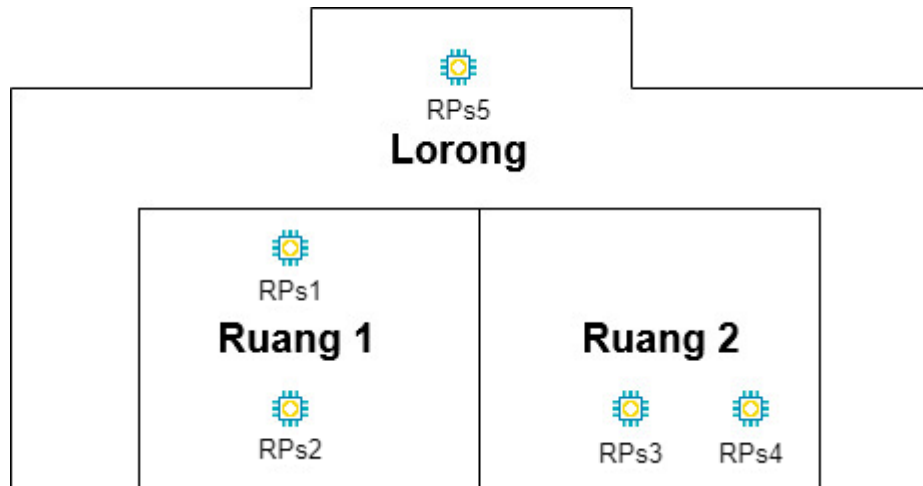 RPs5
Lorong
RPs1
Ruang 1
Ruang 2
RPs2
RPs3
RPs4